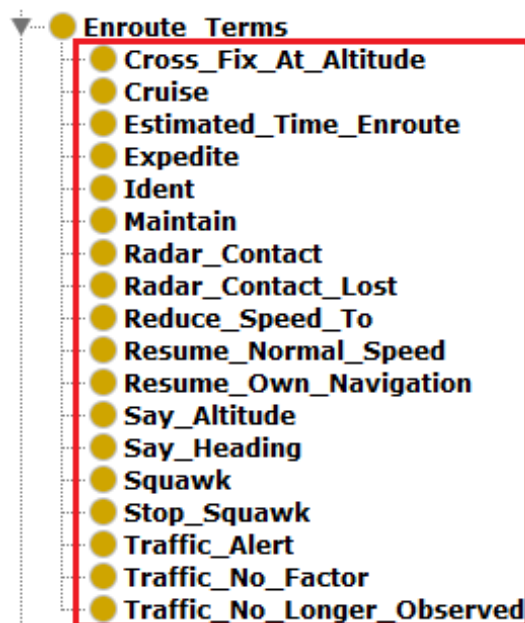 Enroute_Terms
Cross_Fix_At_Altitude
Cruise
Estimated_Time_Enroute
Expedite
Ident
Maintain
Radar_Contact
Radar_Contact_Lost
Reduce_Speed_To
Resume_Normal_Speed
Resume_Own_Navigation
Say_Altitude
Say_Heading
Squawk
Stop_Squawk
Traffic_Alert
Traffic_No_Factor
Traffic_No_Longer_Observed